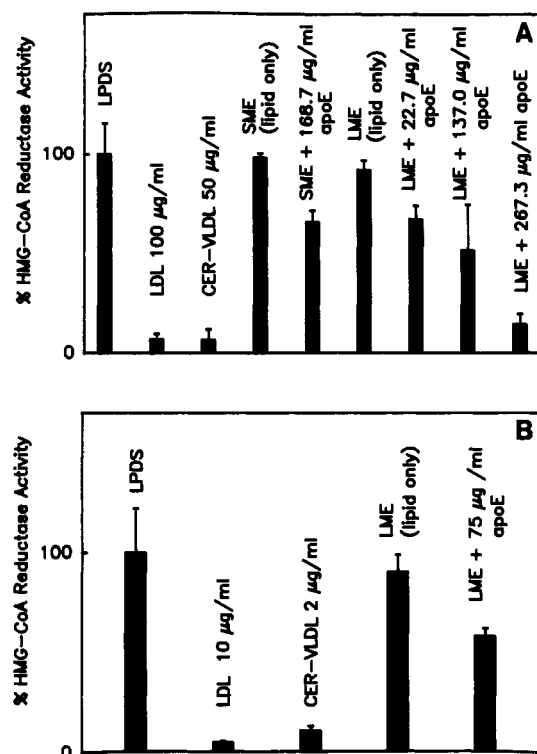 A
% HMG-CoA Reductase Activity
100
0
LPDS
LDL 100 µg/ml
CER-VLDL 50 µg/ml
SME
(lipid only)
SME + 168.7 µg/ml
apoE
LME
(lipid only)
LME + 22.7 µg/ml
apoE
LME + 137.0 µg/ml
apoE
LME + 267.3 µg/ml apoE
B
% HMG-CoA Reductase Activity
100
0
LPDS
LDL 10 µg/ml
CER-VLDL 2 µg/ml
LME
(lipid only)
LME + 75 µg /ml
apoE